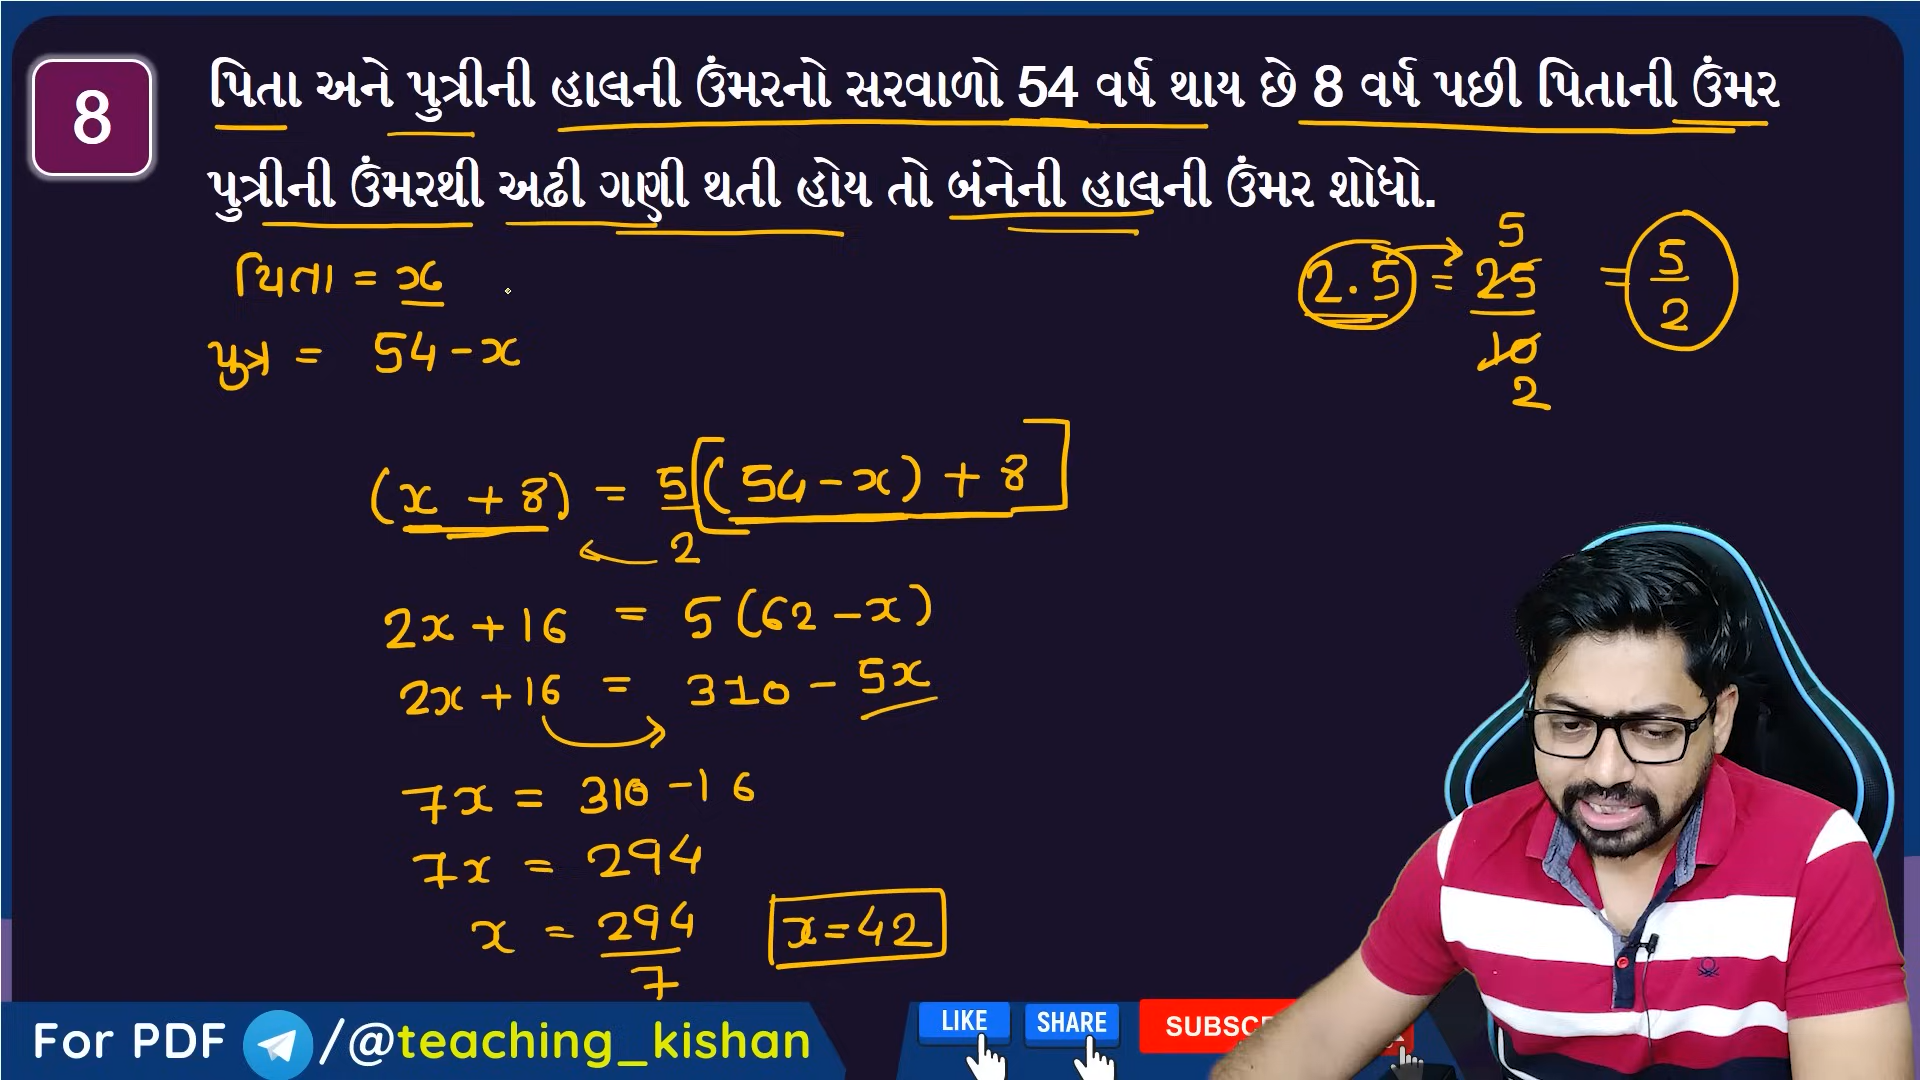 8
પિતા અને પુત્રીની હાલની ઉંમરનો સરવાળો 54 વર્ષ થાય છે 8 વર્ષ પછી પિતાની ઉંમર
પુત્રીની ઉંમરથી અઢી ગણી થતી હોય તો બંનેની હાલની ઉંમર શોધો.
પિતા = x
પુત્ર = 54 - x
2.5 = 25/10 = 5/2
5
2
(x + 8) = 5/2 [(54 - x) + 8]
2x + 16 = 5(62 - x)
2x + 16 = 310 - 5x
7x = 310 - 16
7x = 294
x = 294/7
x = 42
For PDF /@teaching_kishan
LIKE
SHARE